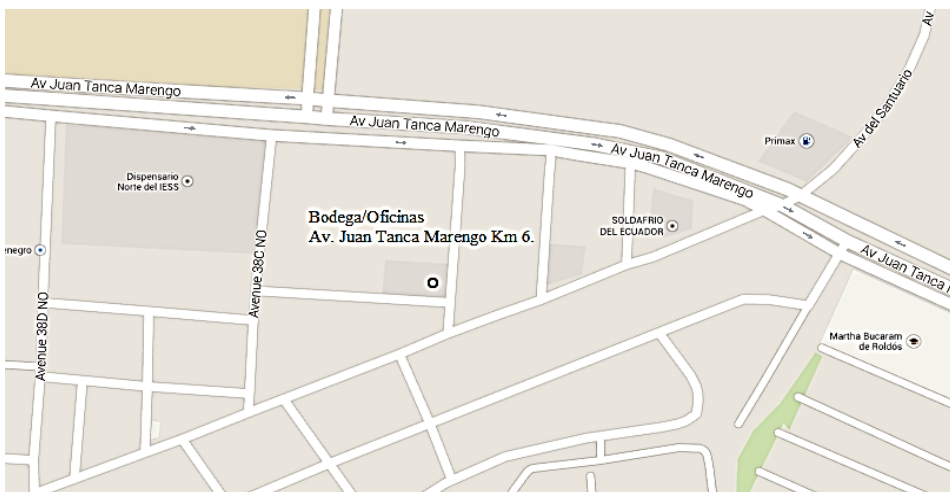 Av
Av Juan Tanca Marengo
Av del Santuario
Av Juan Tanca Marengo
Primax
Av Juan Tanca Marengo
Dispensario
Norte del IESS
Bodega/Oficinas
Av. Juan Tanca Marengo Km 6.
SOLDAFRIO
DEL ECUADOR
enegro
Avenue 38C NO
Av Juan Tanca M
Avenue 38D NO
Martha Bucaram
de Roldós